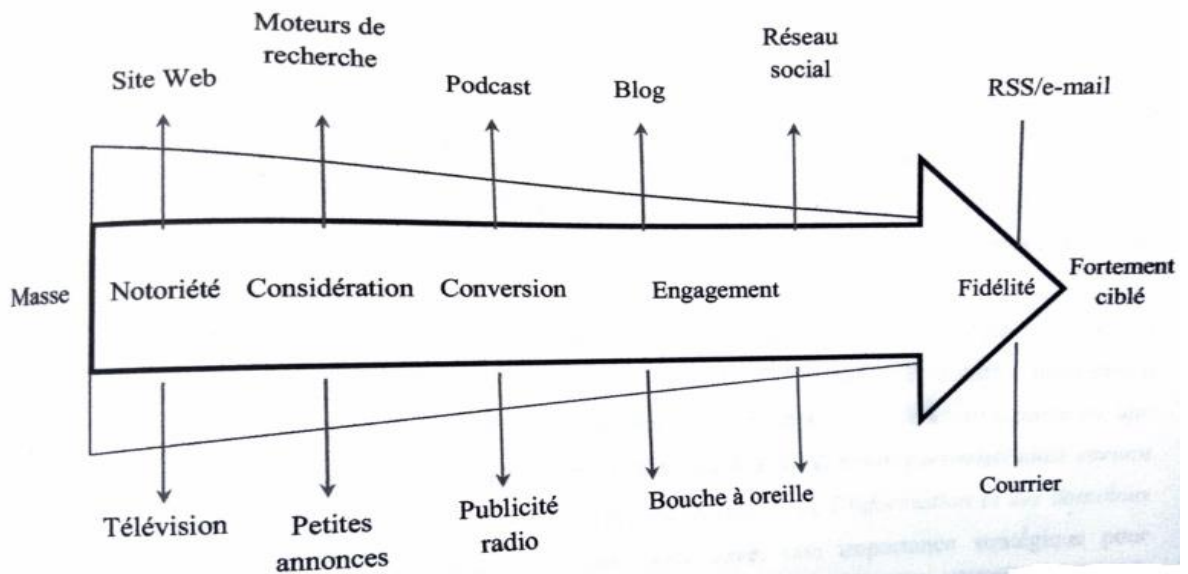 Moteurs de
recherche
Réseau
social
Site Web
Podcast
Blog
RSS/e-mail
Masse
Notoriété
Considération
Conversion
Engagement
Fidélité
Fortement
ciblé
Télévision
Petites
annonces
Publicité
radio
Bouche à oreille
Courrier